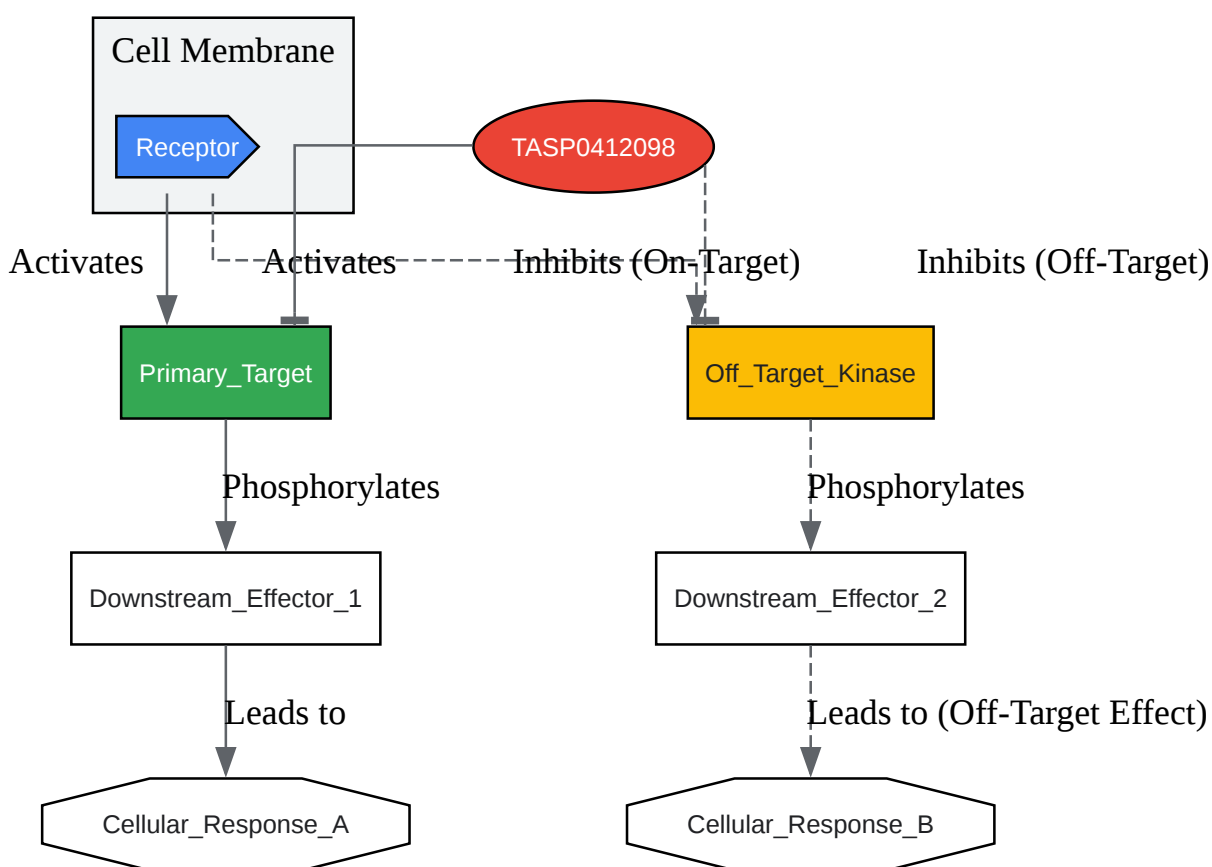 Cell Membrane
Receptor
TASP0412098
Activates
Activates
Inhibits (On-Target)
Inhibits (Off-Target)
Primary_Target
Off_Target_Kinase
Phosphorylates
Phosphorylates
Downstream_Effector_1
Downstream_Effector_2
Leads to
Leads to (Off-Target Effect)
Cellular_Response_A
Cellular_Response_B